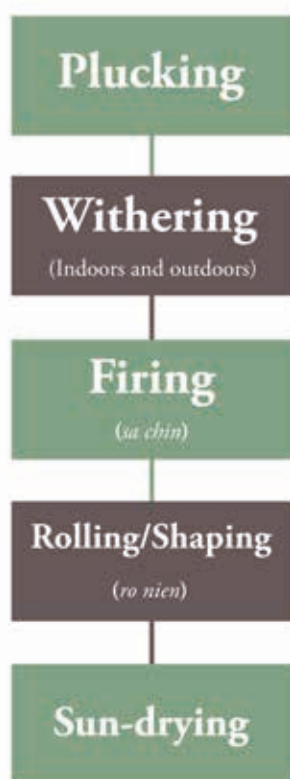 Plucking
Withering
(Indoors and outdoors)
Firing
(sa chin)
Rolling/Shaping
(ro nien)
Sun-drying